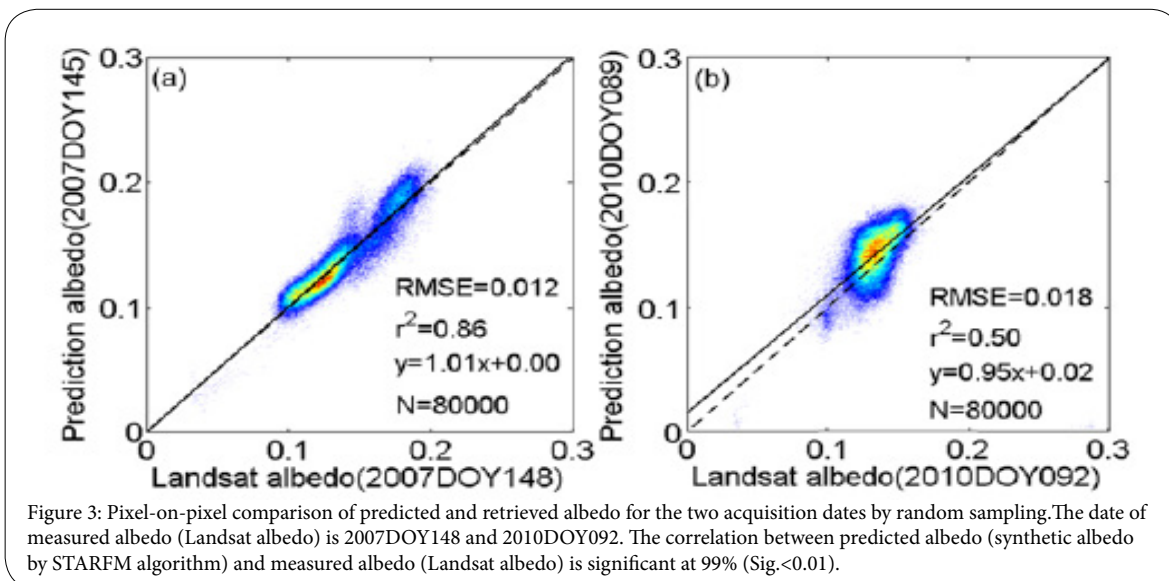 0.3
(a)
0.2
0.1
0
Prediction albedo(2007DOY145)
RMSE=0.012
r²=0.86
y=1.01x+0.00
N=80000
0 0.1 0.2 0.3
Landsat albedo(2007DOY148)
0.3
(b)
0.2
0.1
0
Prediction albedo(2010DOY089)
RMSE=0.018
r²=0.50
y=0.95x+0.02
N=80000
0 0.1 0.2 0.3
Landsat albedo(2010DOY092)
Figure 3: Pixel-on-pixel comparison of predicted and retrieved albedo for the two acquisition dates by random sampling.The date of
measured albedo (Landsat albedo) is 2007DOY148 and 2010DOY092. The correlation between predicted albedo (synthetic albedo
by STARFM algorithm) and measured albedo (Landsat albedo) is significant at 99% (Sig.<0.01).